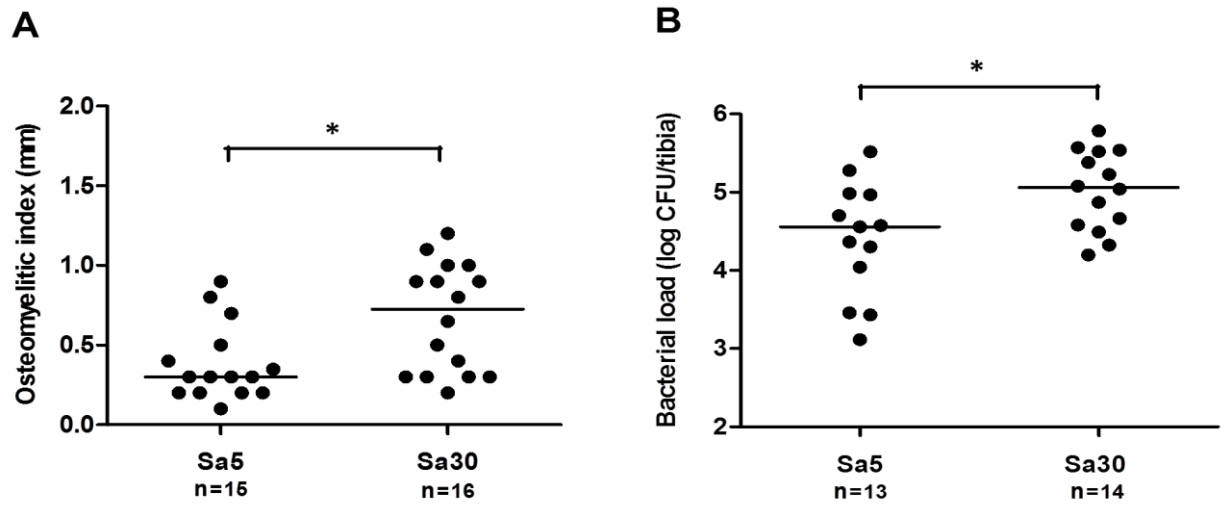 A
Osteomyelitic index (mm)
2.0
1.5
1.0
0.5
0.0
*
Sa5
n=15
Sa30
n=16
B
Bacterial load (log CFU/tibia)
6
5
4
3
2
*
Sa5
n=13
Sa30
n=14